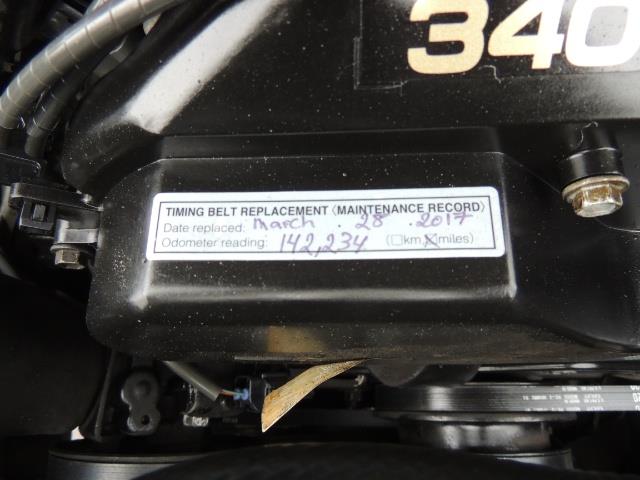 340
TIMING BELT REPLACEMENT (MAINTENANCE RECORD)
Date replaced: March . 28 . 2017
Odometer reading: 142,234 (□km,☒miles)